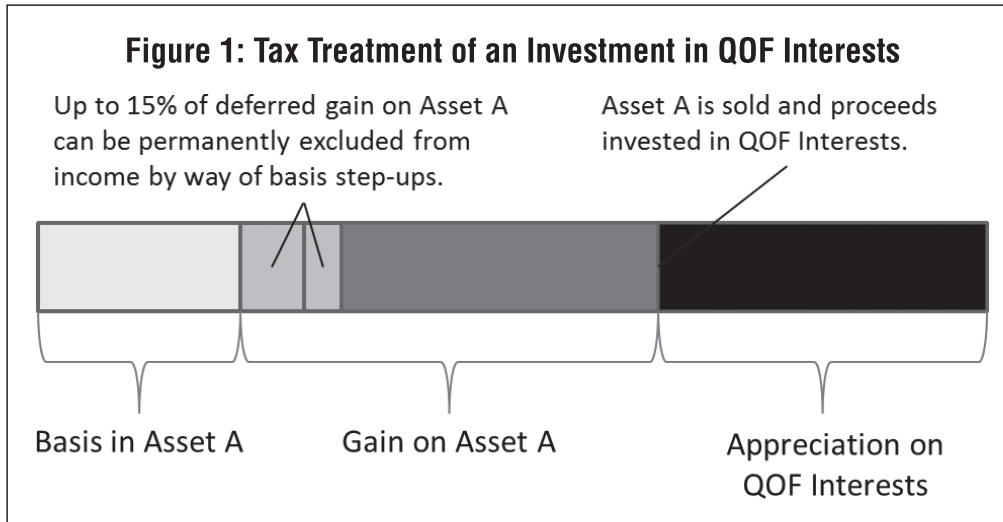 Figure 1: Tax Treatment of an Investment in QOF Interests
Up to 15% of deferred gain on Asset A
can be permanently excluded from
income by way of basis step-ups.
Asset A is sold and proceeds
invested in QOF Interests.
Basis in Asset A
Gain on Asset A
Appreciation on
QOF Interests